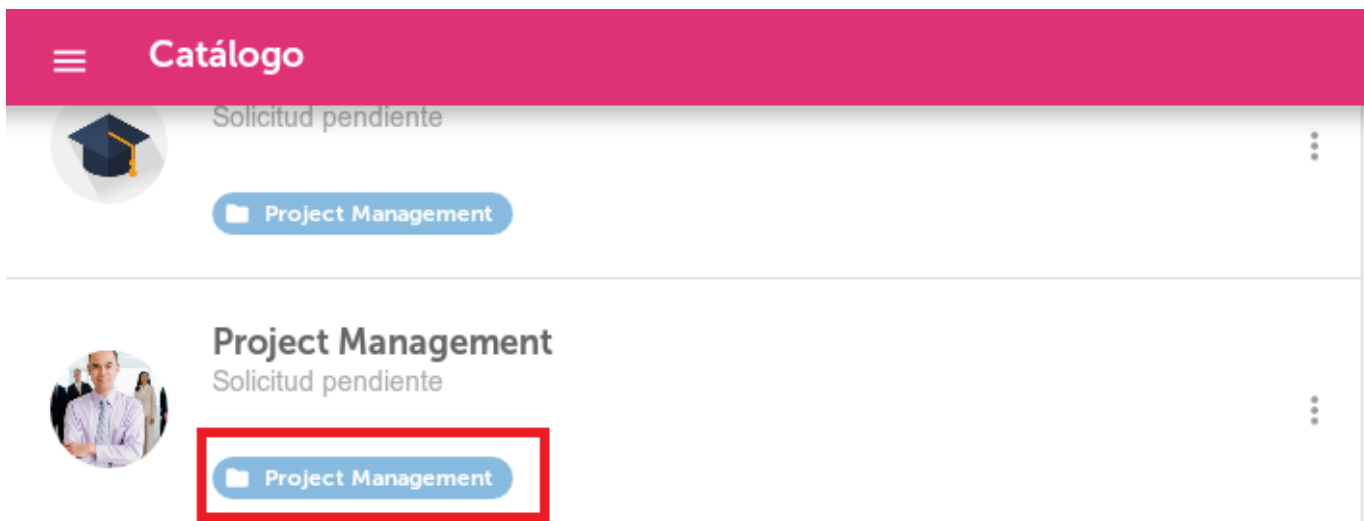 Catálogo
Solicitud pendiente
Project Management
Project Management
Solicitud pendiente
Project Management